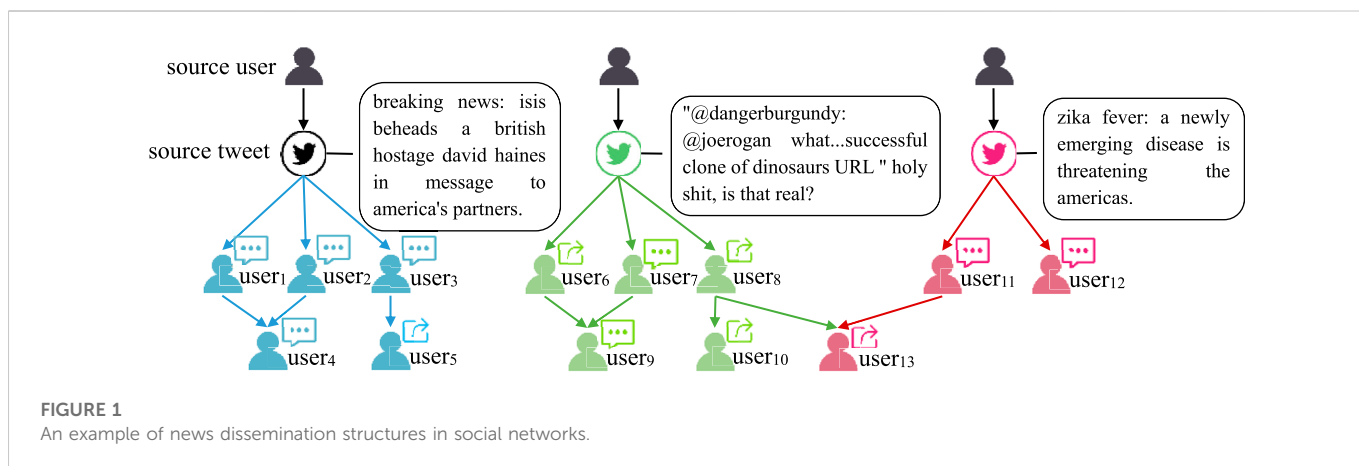 source user
source tweet
breaking news: isis
beheads a british
hostage david haines
in message to
america's partners.
"@dangerburgundy:
@joerogan what...successful
clone of dinosaurs URL " holy
shit, is that real?
zika fever: a newly
emerging disease is
threatening the
americas.
user1
user2
user3
user6
user7
user8
user11
user12
user4
user5
user9
user10
user13
FIGURE 1
An example of news dissemination structures in social networks.